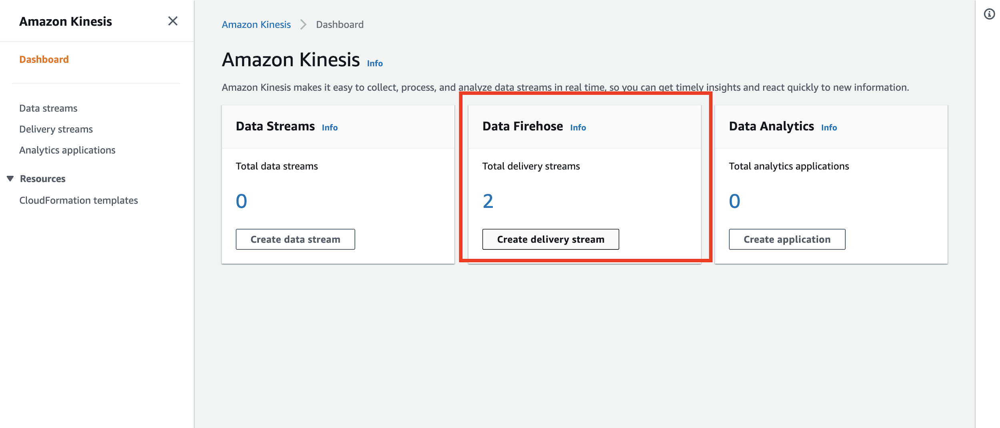 Amazon Kinesis
Dashboard
Data streams
Delivery streams
Analytics applications
Resources
CloudFormation templates
Amazon Kinesis Dashboard
Amazon Kinesis Info
Amazon Kinesis makes it easy to collect, process, and analyze data streams in real time, so you can get timely insights and react quickly to new information.
Data Streams Info
Total data streams
0
Create data stream
Data Firehose Info
Total delivery streams
2
Create delivery stream
Data Analytics Info
Total analytics applications
0
Create application